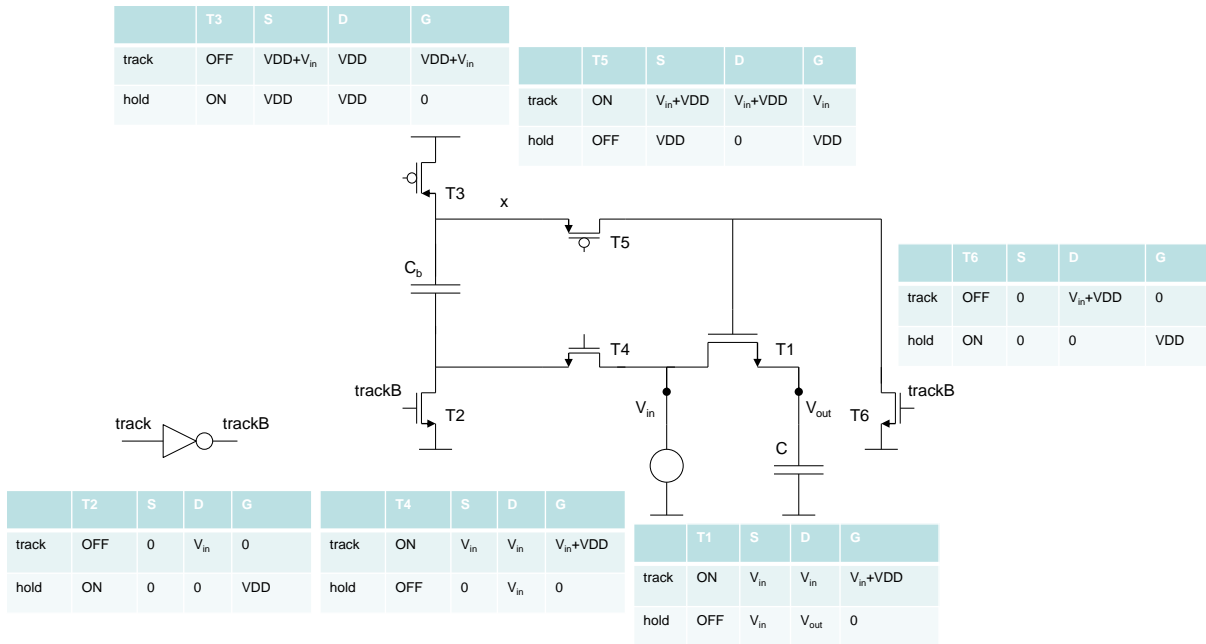 T3 S D G
track OFF VDD+Vin VDD VDD+Vin
hold ON VDD VDD 0
T5 S D G
track ON Vin+VDD Vin+VDD Vin
hold OFF VDD 0 VDD
T3
x
T5
Cb
T6 S D G
track OFF 0 Vin+VDD 0
hold ON 0 0 VDD
T4
T1
trackB
T2
Vin
Vout
trackB
T6
track
trackB
C
T2 S D G
track OFF 0 Vin 0
hold ON 0 0 VDD
T4 S D G
track ON Vin Vin Vin+VDD
hold OFF 0 Vin 0
T1 S D G
track ON Vin Vin Vin+VDD
hold OFF Vin Vout 0